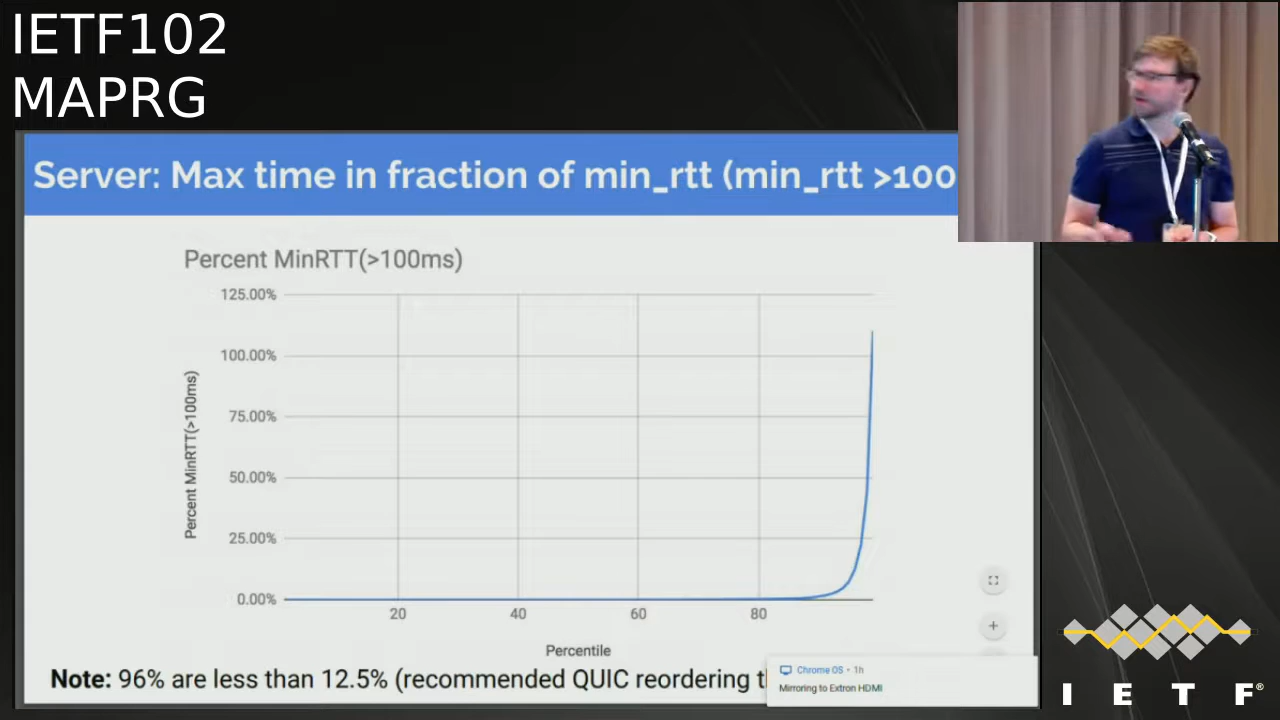 IETF102
MAPRG
Server: Max time in fraction of min_rtt (min_rtt >100
Percent MinRTT(>100ms)
125.00%
100.00%
75.00%
50.00%
25.00%
0.00%
Percent MinRTT(>100ms)
20 40 60 80
Percentile
Note: 96% are less than 12.5% (recommended QUIC reordering
Chrome OS • 1h
Mirroring to Extron HDMI
I E T F®